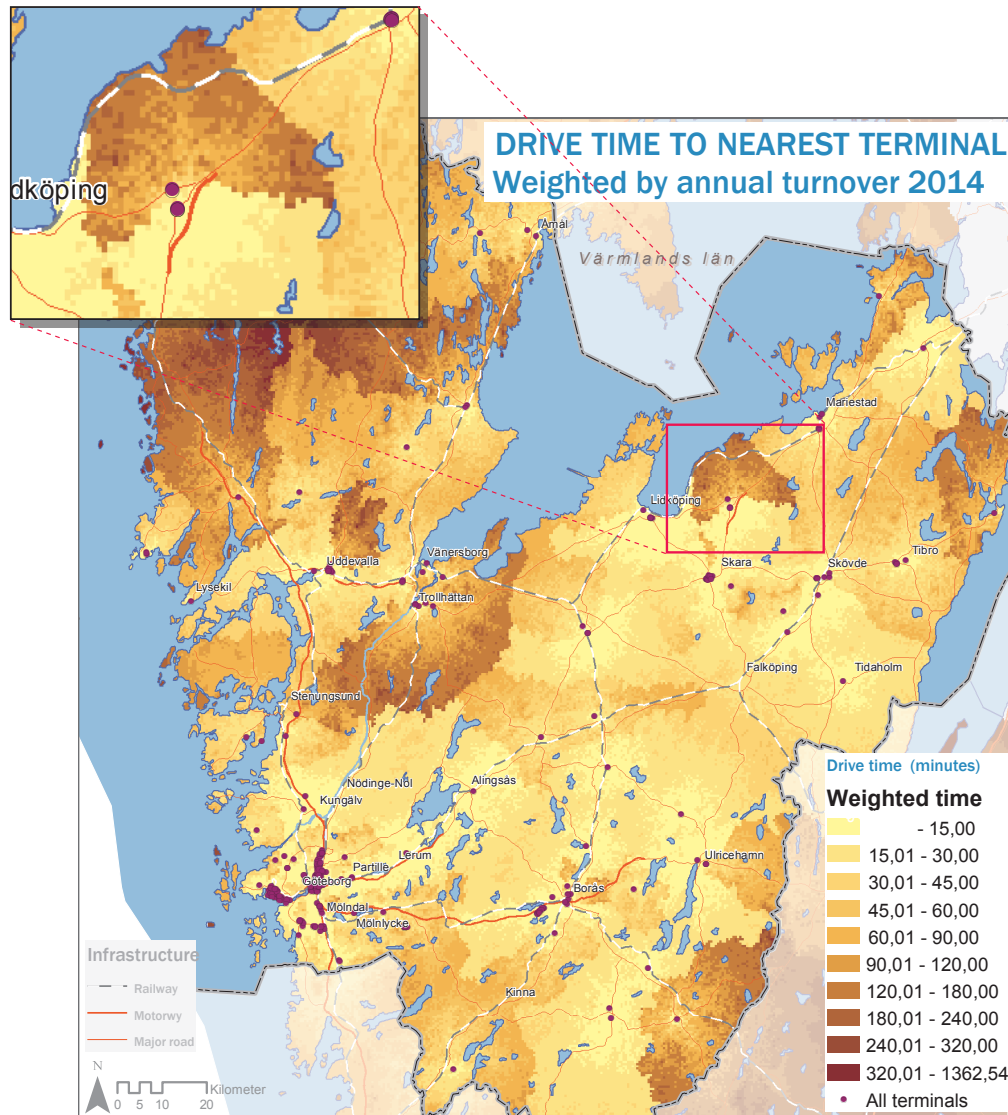 dköping
DRIVE TIME TO NEAREST TERMINAL
Weighted by annual turnover 2014
Åmål
Värmlands län
Mariestad
Lidköping
Skara
Skövde
Tibro
Uddevalla
Vänersborg
Lysekil
Trollhättan
Falköping
Tidaholm
Stenungsund
Nödinge-Nol
Alingsås
Kungälv
Lerum
Partille
Ulricehamn
Göteborg
Borås
Mölndal
Mölnlycke
Kinna
Infrastructure
Railway
Motorwy
Major road
N
Kilometer
0 5 10 20
Drive time (minutes)
Weighted time
- 15,00
15,01 - 30,00
30,01 - 45,00
45,01 - 60,00
60,01 - 90,00
90,01 - 120,00
120,01 - 180,00
180,01 - 240,00
240,01 - 320,00
320,01 - 1362,54
All terminals